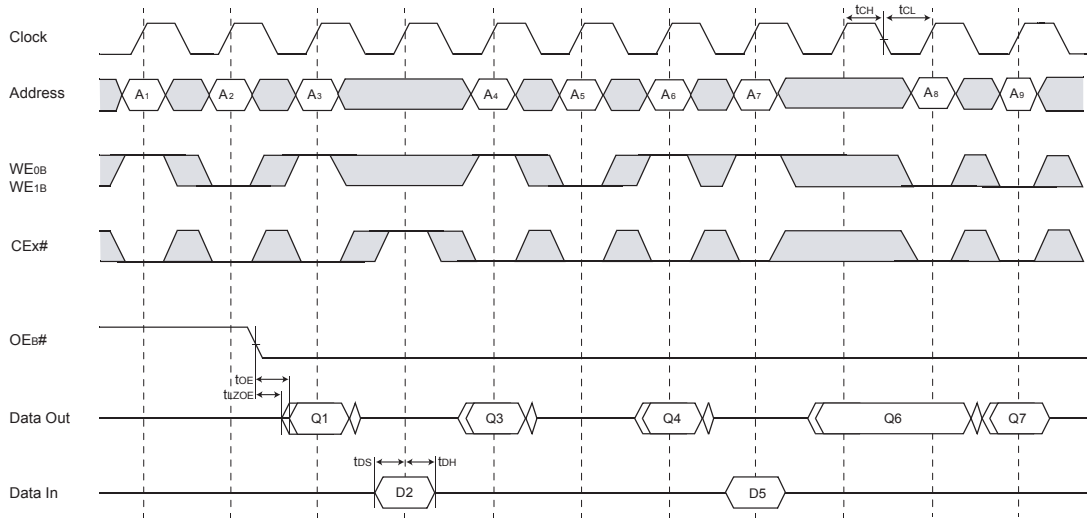 Clock
tCH tCL
Address
A1 A2 A3 A4 A5 A6 A7 A8 A9
WE0B
WE1B
CEx#
OEB#
tOE
tLZOE
Data Out
Q1 Q3 Q4 Q6 Q7
tDS tDH
Data In
D2 D5